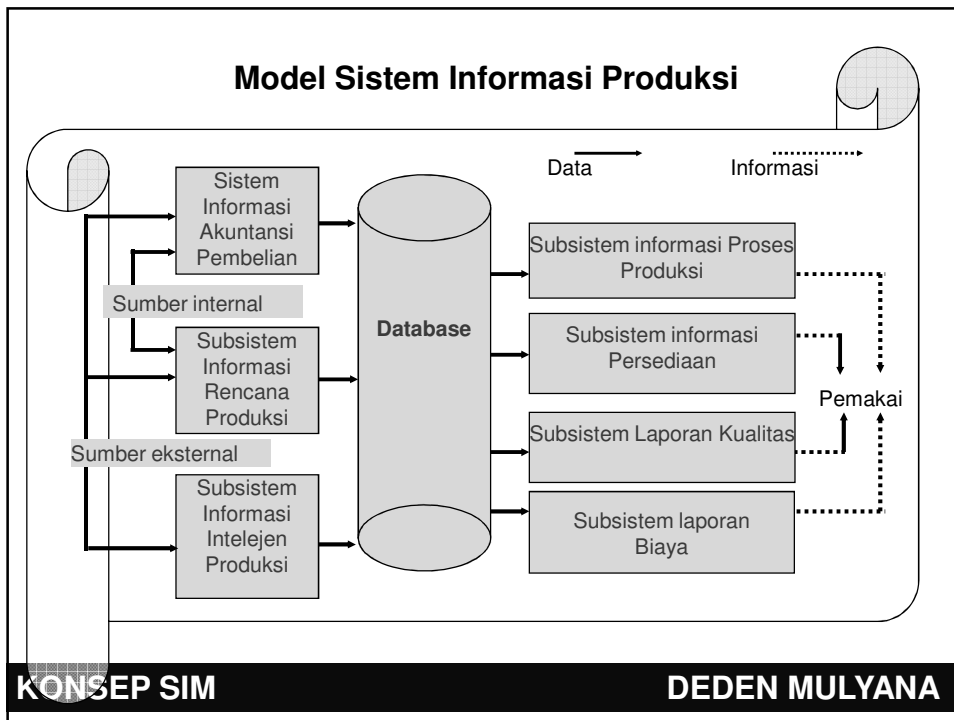 Model Sistem Informasi Produksi
Data
Informasi
Sistem
Informasi
Akuntansi
Pembelian
Sumber internal
Subsistem
Informasi
Rencana
Produksi
Sumber eksternal
Subsistem
Informasi
Intelejen
Produksi
Database
Subsistem informasi Proses
Produksi
Subsistem informasi
Persediaan
Subsistem Laporan Kualitas
Subsistem laporan
Biaya
Pemakai
KONSEP SIM
DEDEN MULYANA